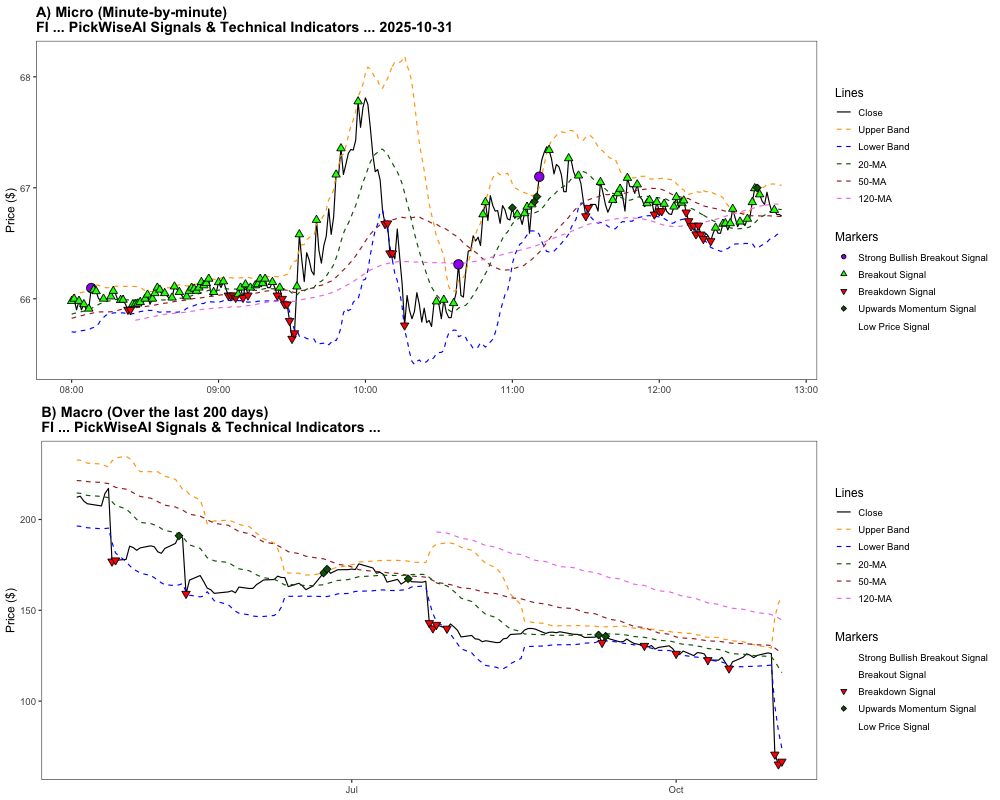 A) Micro (Minute-by-minute)
FI ... PickWiseAI Signals & Technical Indicators ... 2025-10-31
68
67
66
Price ($)
08:00 09:00 10:00 11:00 12:00 13:00
Lines
Close
Upper Band
Lower Band
20-MA
50-MA
120-MA
Markers
Strong Bullish Breakout Signal
Breakout Signal
Breakdown Signal
Upwards Momentum Signal
Low Price Signal
B) Macro (Over the last 200 days)
FI ... PickWiseAI Signals & Technical Indicators ...
200
150
100
Price ($)
Jul Oct
Lines
Close
Upper Band
Lower Band
20-MA
50-MA
120-MA
Markers
Strong Bullish Breakout Signal
Breakout Signal
Breakdown Signal
Upwards Momentum Signal
Low Price Signal